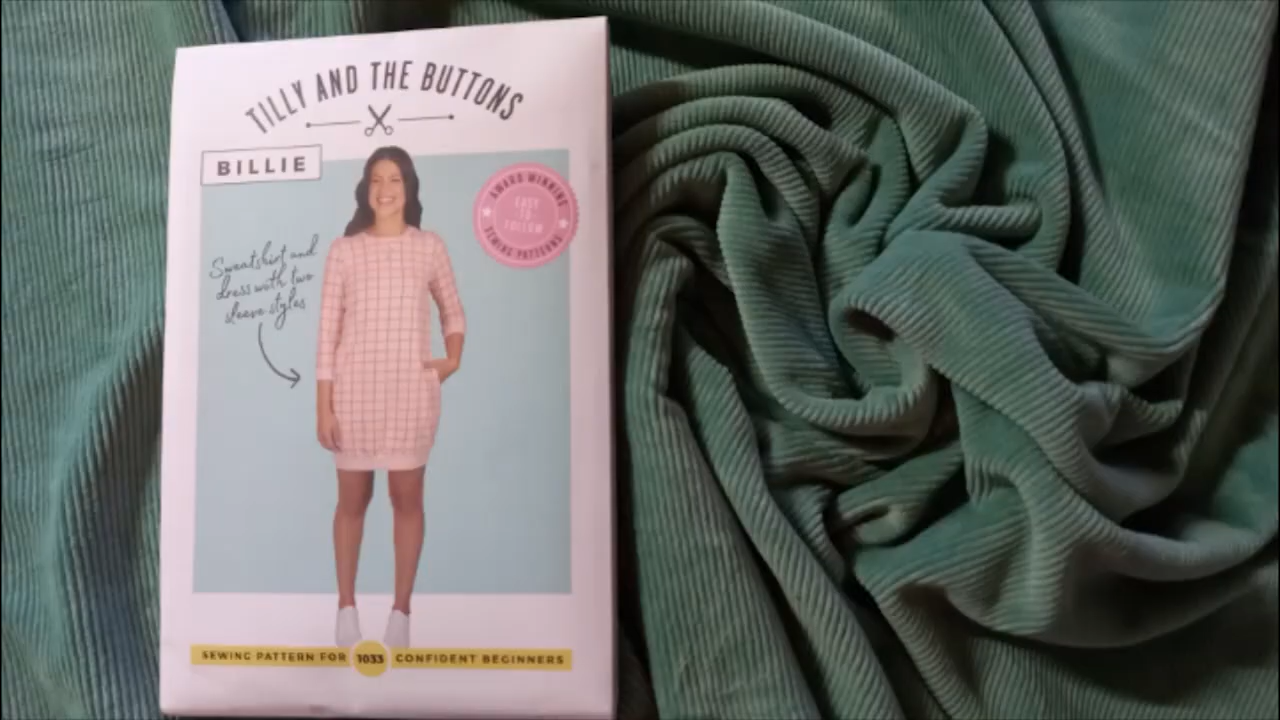 TILLY AND THE BUTTONS
BILLIE
AWARD WINNING
EASY
TO
FOLLOW
SEWING PATTERNS
Sweatshirt and
dress with two
sleeve styles
SEWING PATTERN FOR 1033 CONFIDENT BEGINNERS